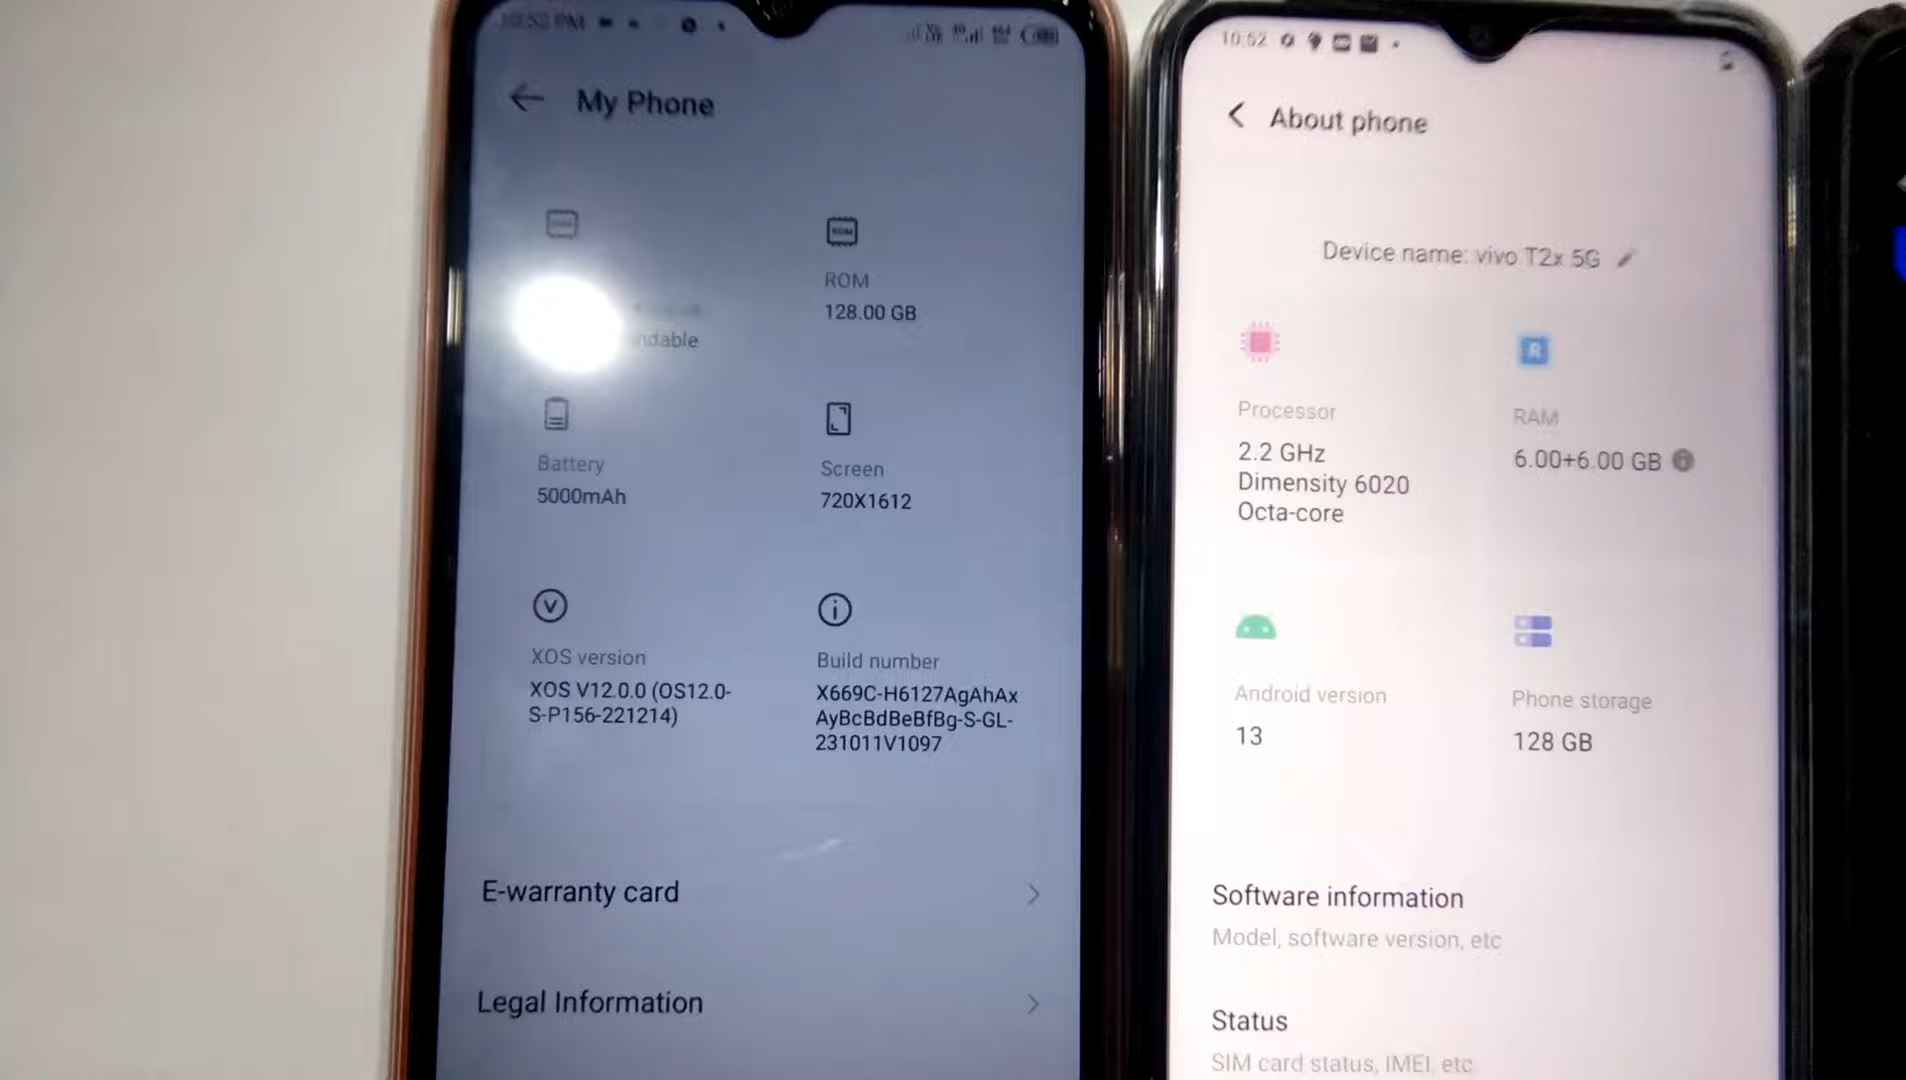 10:52 PM
My Phone
ROM
128.00 GB
Battery
5000mAh
Screen
720X1612
XOS version
XOS V12.0.0 (OS12.0-
S-P156-221214)
Build number
X669C-H6127AgAhAx
AyBcBdBeBfBg-S-GL-
231011V1097
E-warranty card
Legal Information
10:52
About phone
Device name: vivo T2x 5G
Processor
2.2 GHz
Dimensity 6020
Octa-core
R
RAM
6.00+6.00 GB
Android version
13
Phone storage
128 GB
Software information
Model, software version, etc
Status
SIM card status, IMEI, etc